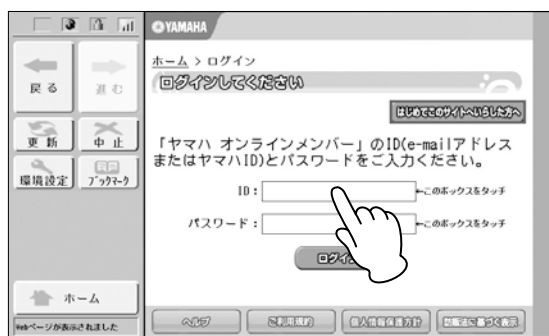 YAMAHA
ホーム > ログイン
ログインしてください
はじめてこのサイトへいらした方へ
「ヤマハ オンラインメンバー」のID(e-mailアドレス
またはヤマハID)とパスワードをご入力ください。
ID:
←このボックスをタッチ
パスワード:
←このボックスをタッチ
ログイ
戻る
進む
更新
中止
環境設定
ブックマーク
ホーム
Webページが表示されました
ヘルプ
ご利用規約
個人情報保護方針
訪販法に基づく表示